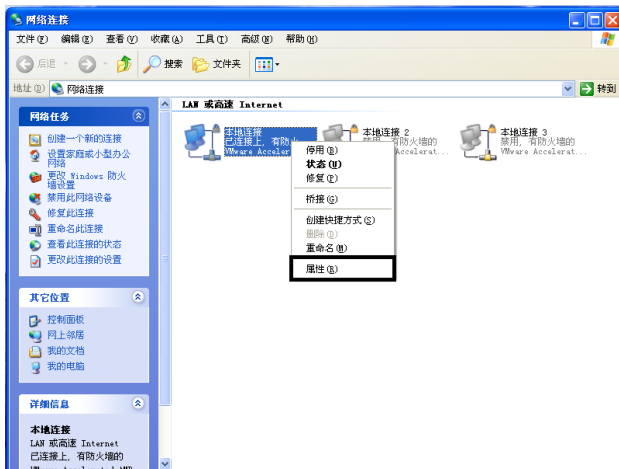 网络连接
文件(F) 编辑(E) 查看(V) 收藏(A) 工具(T) 高级(N) 帮助(H)
后退 搜索 文件夹
地址(D) 网络连接 转到
网络任务
创建一个新的连接
设置家庭或小型办公
网络
更改 Windows 防火
墙设置
禁用此网络设备
修复此连接
重命名此连接
查看此连接的状态
更改此连接的设置
其它位置
控制面板
网上邻居
我的文档
我的电脑
详细信息
本地连接
LAN 或高速 Internet
已连接上, 有防火墙的
LAN 或高速 Internet
本地连接
已连接上, 有防火
VMware Acceler
本地连接 2
禁用, 有防火墙的
Accelerat...
本地连接 3
禁用, 有防火墙的
VMware Accelerat...
停用(B)
状态(U)
修复(P)
桥接(G)
创建快捷方式(S)
删除(D)
重命名(M)
属性(R)